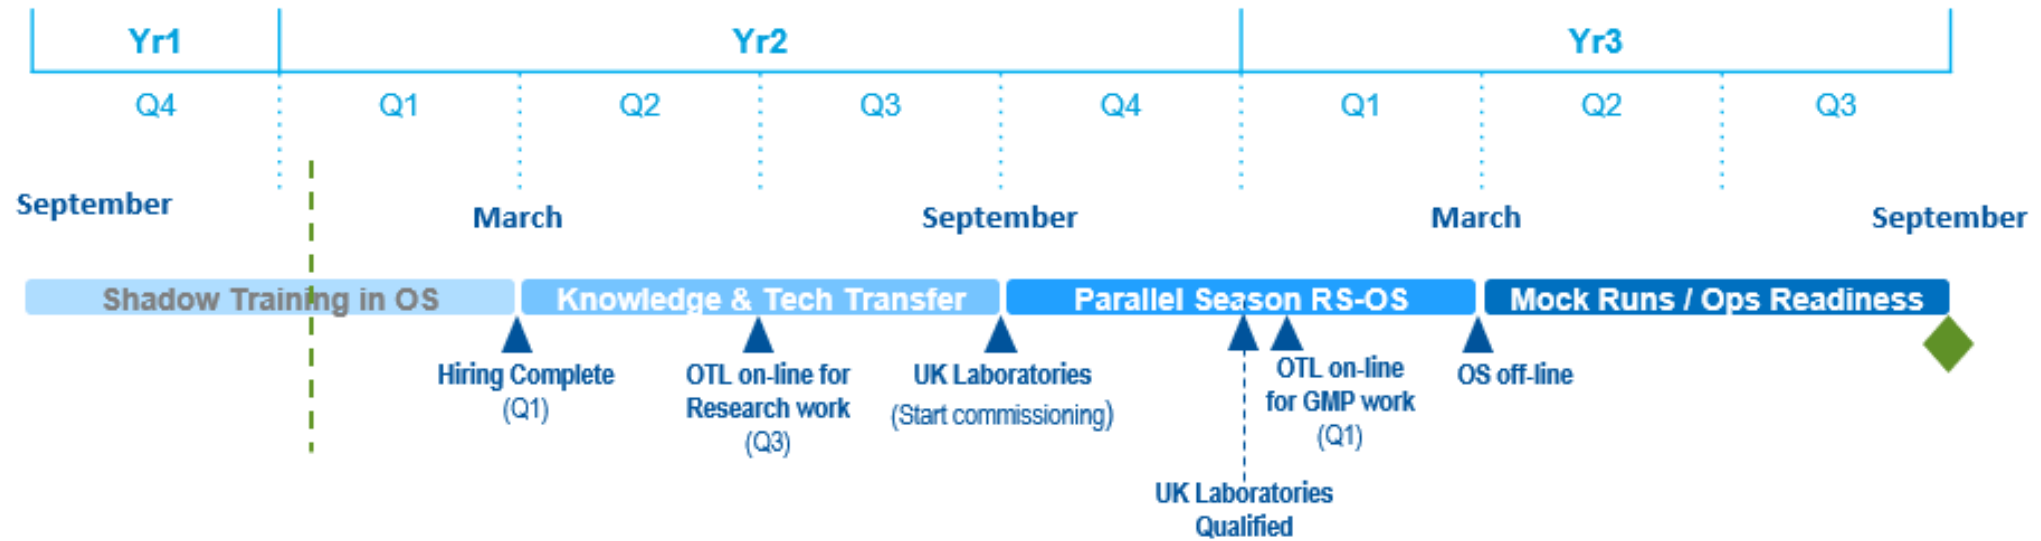 Yr1 Yr2 Yr3
Q4 Q1 Q2 Q3 Q4 Q1 Q2 Q3
September March September March September
Shadow Training in OS Knowledge & Tech Transfer Parallel Season RS-OS Mock Runs / Ops Readiness
Hiring Complete
(Q1)
OTL on-line for
Research work
(Q3)
UK Laboratories
(Start commissioning)
UK Laboratories
Qualified
OTL on-line
for GMP work
(Q1)
OS off-line